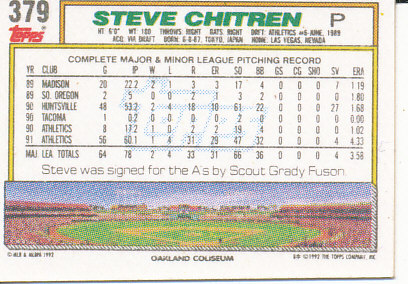 379
Topps
STEVE CHITREN P
HT 6'0" WT 180 THROWS: RIGHT BATS: RIGHT DRAFT: ATHLETICS #6-JUNE, 1989
ACQ: VIA DRAFT BORN: 6-8-67, TOKYO, JAPAN HOME: LAS VEGAS, NEVADA
COMPLETE MAJOR & MINOR LEAGUE PITCHING RECORD
YR CLUB G IP W L R ER SO BB GS CG SHO SV ERA
89 MADISON 20 22.2 2 1 3 3 17 4 0 0 0 7 1.19
89 SO. OREGON 2 5 0 0 1 3 1 0 0 0 0 1.80
90 HUNTSVILLE 48 53.2 2 4 18 10 61 22 0 0 0 27 1.68
90 TACOMA 1 0.2 0 0 0 0 2 1 0 0 0 0 0.00
90 ATHLETICS 8 17.2 1 0 2 2 19 4 0 0 0 0 1.02
91 ATHLETICS 56 60.1 1 4 31 29 47 32 0 0 0 4 4.33
MAJ LEA TOTALS 64 78 2 4 33 31 66 36 0 0 0 4 3.58
Steve was signed for the A's by Scout Grady Fuson.
© MLB & MLBPA 1992 OAKLAND COLISEUM © 1992 THE TOPPS COMPANY, INC.